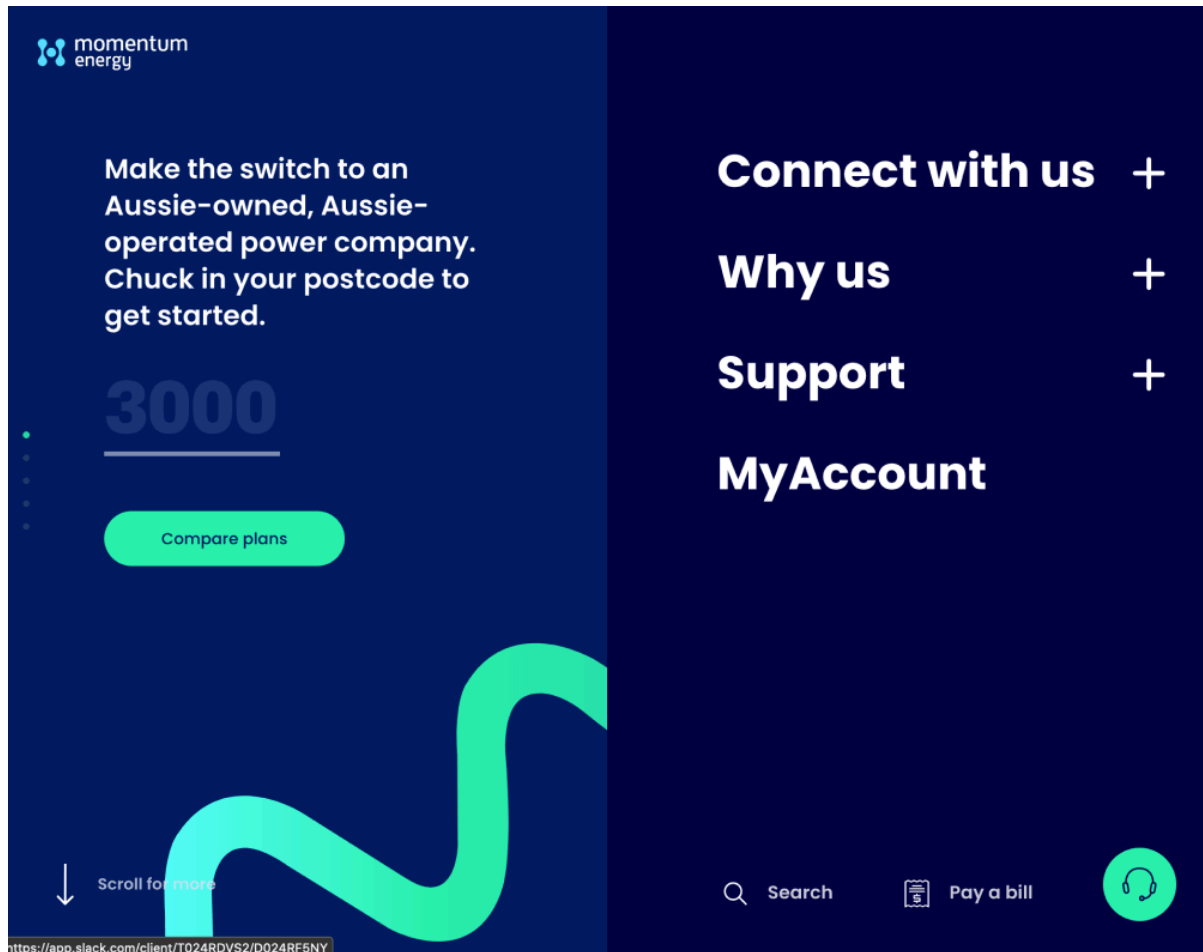 momentum
energy
Make the switch to an
Aussie-owned, Aussie-
operated power company.
Chuck in your postcode to
get started.
3000
Compare plans
Scroll for more
https://app.slack.com/client/T024RDVS2/D024RF5NY
Connect with us +
Why us +
Support +
MyAccount
Search
Pay a bill